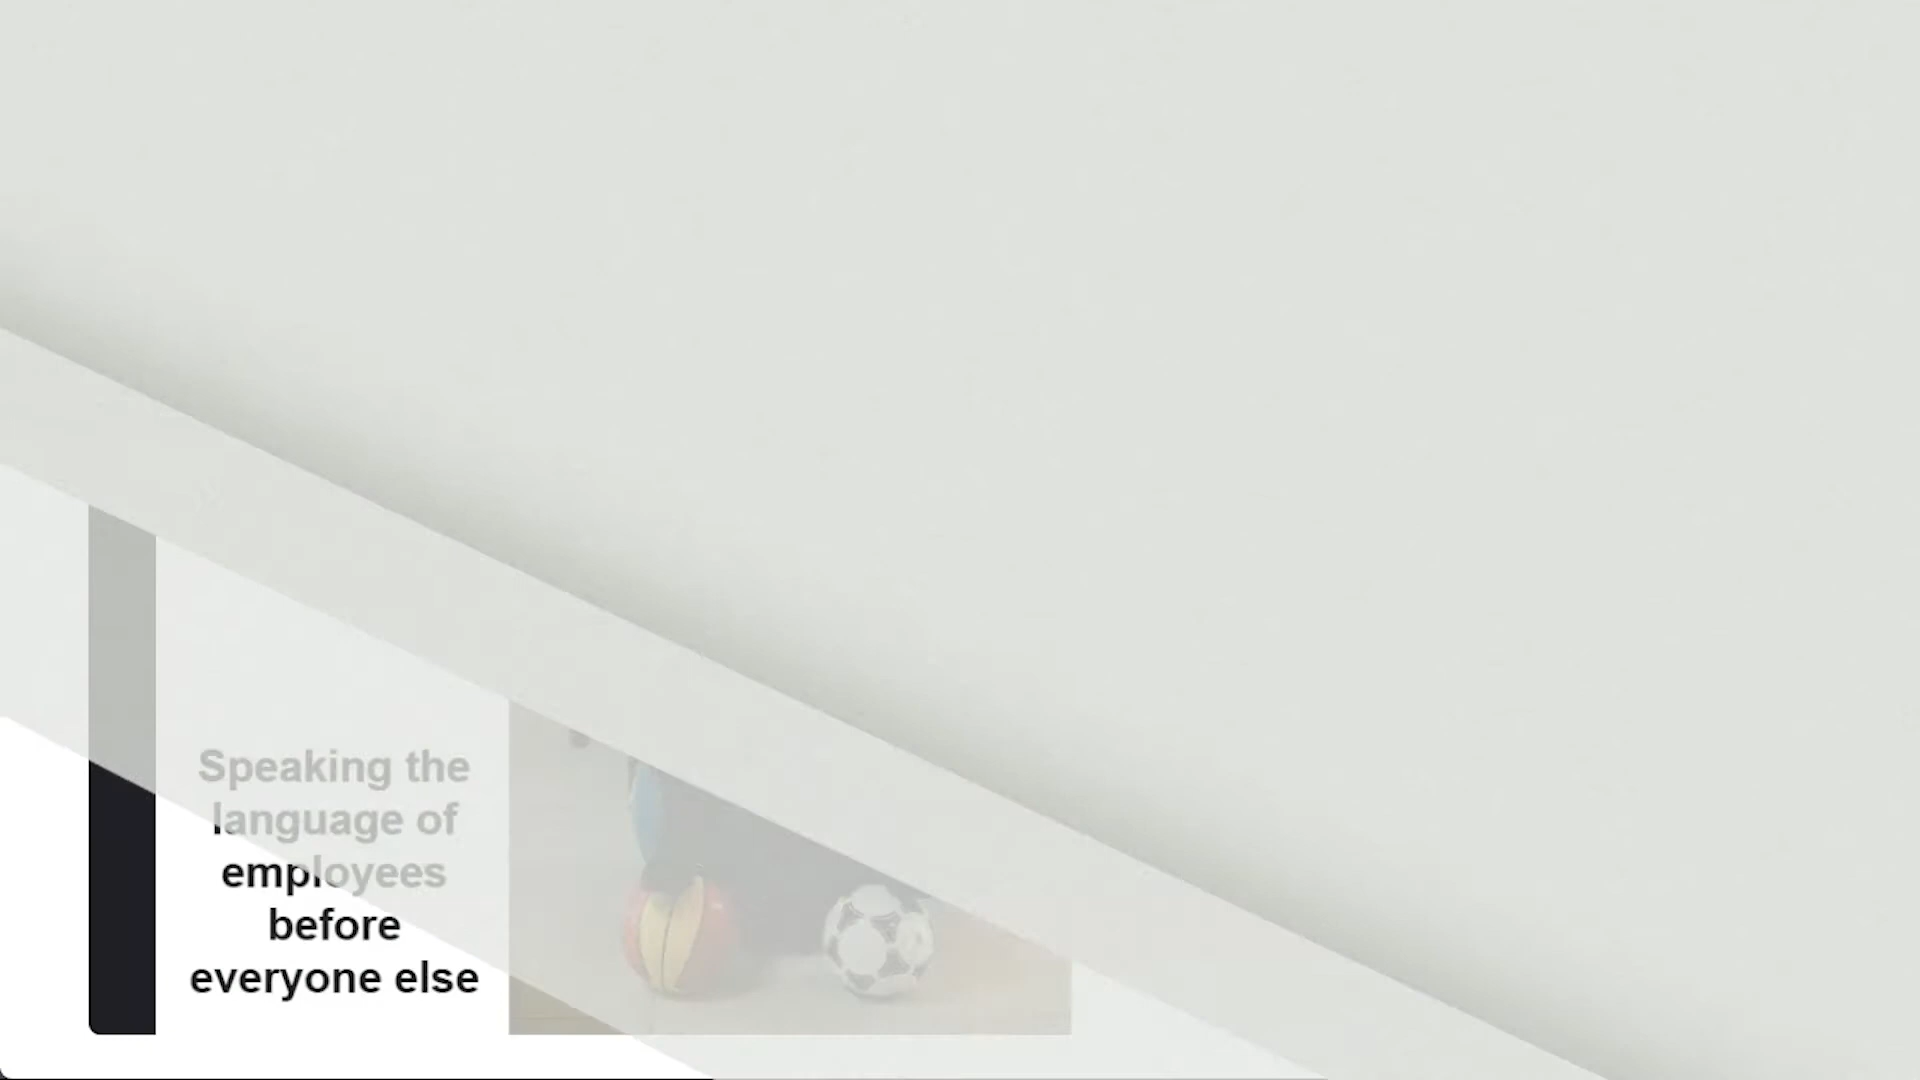 Speaking the
language of
employees
before
everyone else